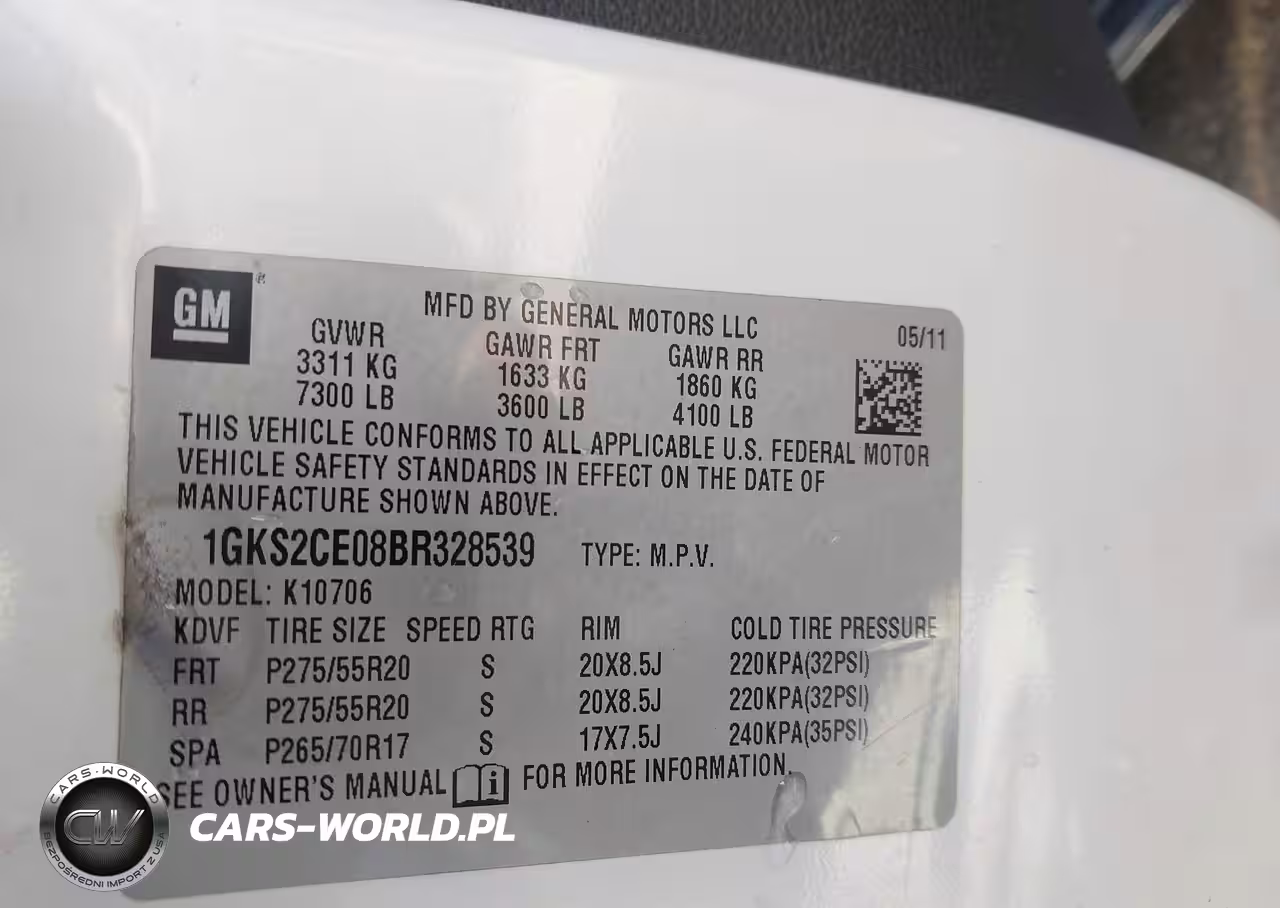 GM ®
MFD BY GENERAL MOTORS LLC
05/11
GVWR GAWR FRT GAWR RR
3311 KG 1633 KG 1860 KG
7300 LB 3600 LB 4100 LB
THIS VEHICLE CONFORMS TO ALL APPLICABLE U.S. FEDERAL MOTOR
VEHICLE SAFETY STANDARDS IN EFFECT ON THE DATE OF
MANUFACTURE SHOWN ABOVE.
1GKS2CE08BR328539 TYPE: M.P.V.
MODEL: K10706
KDVF TIRE SIZE SPEED RTG RIM COLD TIRE PRESSURE
FRT P275/55R20 S 20X8.5J 220KPA(32PSI)
RR P275/55R20 S 20X8.5J 220KPA(32PSI)
SPA P265/70R17 S 17X7.5J 240KPA(35PSI)
SEE OWNER'S MANUAL i FOR MORE INFORMATION.
CARS-WORLD
CW
BEZPOŚREDNI IMPORT Z USA
CARS-WORLD.PL